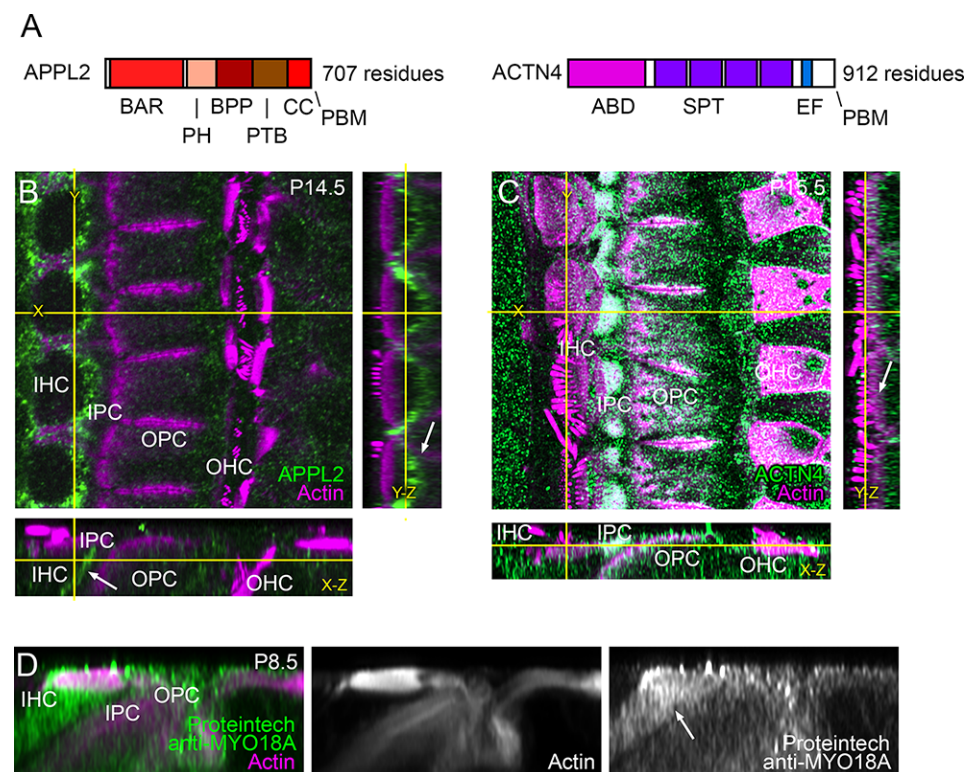 A
APPL2
707 residues
BAR
PH
BPP
PTB
CC
PBM
ACTN4
912 residues
ABD
SPT
EF
PBM
B
P14.5
Y
X
IHC
IPC
OPC
OHC
APPL2
Actin
Y-Z
IPC
IHC
OPC
OHC
X-Z
C
P15.5
Y
X
IHC
IPC
OPC
OHC
ACTN4
Actin
Y-Z
IHC
IPC
OPC
OHC
X-Z
D
P8.5
IHC
OPC
IPC
Proteintech
anti-MYO18A
Actin
Actin
Proteintech
anti-MYO18A